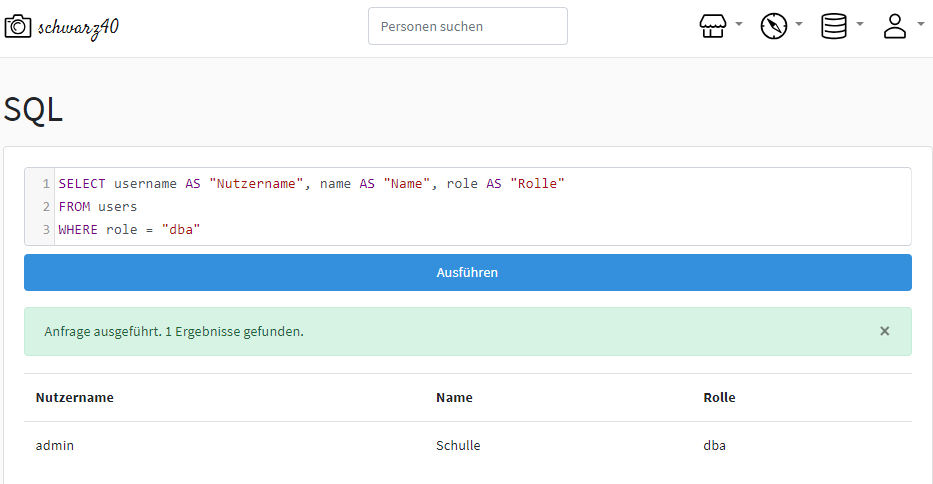 schwarz40
Personen suchen
SQL
1 SELECT username AS "Nutzername", name AS "Name", role AS "Rolle"
2 FROM users
3 WHERE role = "dba"
Ausführen
Anfrage ausgeführt. 1 Ergebnisse gefunden. ×
Nutzername Name Rolle
admin Schulle dba